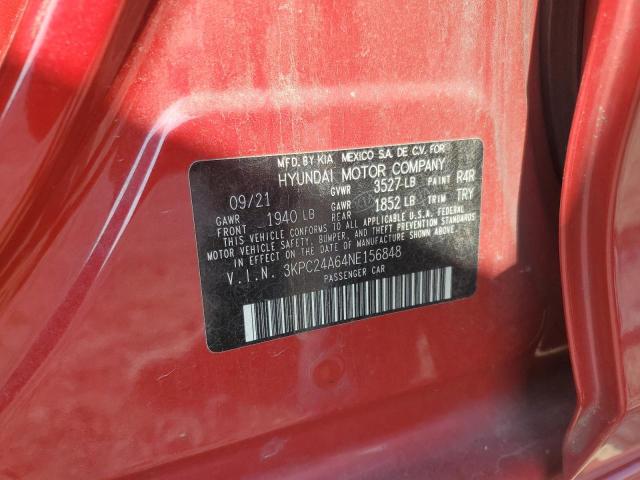 MFD. BY KIA MEXICO S.A. DE C.V. FOR
HYUNDAI MOTOR COMPANY
09/21 GVWR 3527 LB PAINT R4R
GAWR FRONT 1940 LB GAWR REAR 1852 LB TRIM TRY
THIS VEHICLE CONFORMS TO ALL APPLICABLE U.S.A. FEDERAL
MOTOR VEHICLE SAFETY, BUMPER, AND THEFT PREVENTION STANDARDS
IN EFFECT ON THE DATE OF MANUFACTURE SHOWN ABOVE.
V.I.N. 3KPC24A64NE156848
PASSENGER CAR